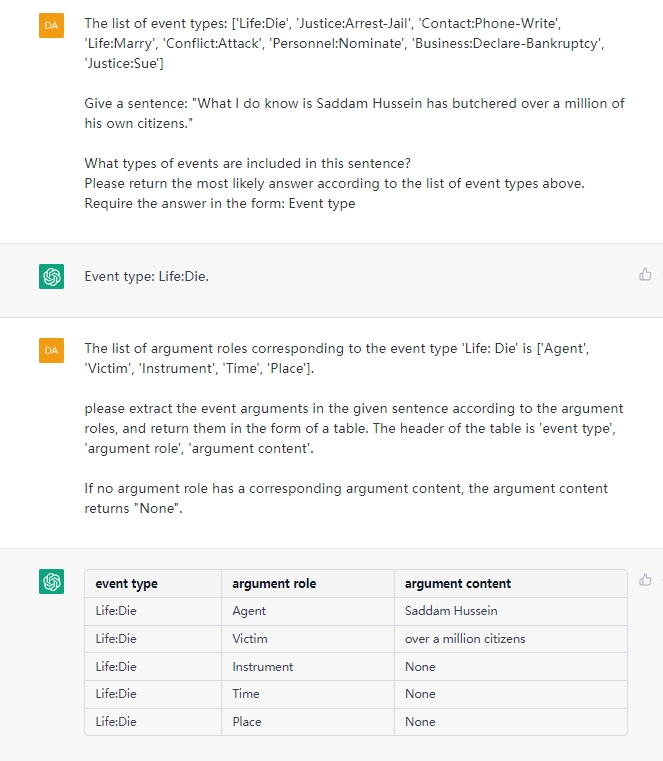 DA
The list of event types: ['Life:Die', 'Justice:Arrest-Jail', 'Contact:Phone-Write',
'Life:Marry', 'Conflict:Attack', 'Personnel:Nominate', 'Business:Declare-Bankruptcy',
'Justice:Sue']
Give a sentence: "What I do know is Saddam Hussein has butchered over a million of
his own citizens."
What types of events are included in this sentence?
Please return the most likely answer according to the list of event types above.
Require the answer in the form: Event type
Event type: Life:Die.
DA
The list of argument roles corresponding to the event type 'Life: Die' is ['Agent',
'Victim', 'Instrument', 'Time', 'Place'].
please extract the event arguments in the given sentence according to the argument
roles, and return them in the form of a table. The header of the table is 'event type',
'argument role', 'argument content'.
If no argument role has a corresponding argument content, the argument content
returns "None".
event type argument role argument content
Life:Die Agent Saddam Hussein
Life:Die Victim over a million citizens
Life:Die Instrument None
Life:Die Time None
Life:Die Place None